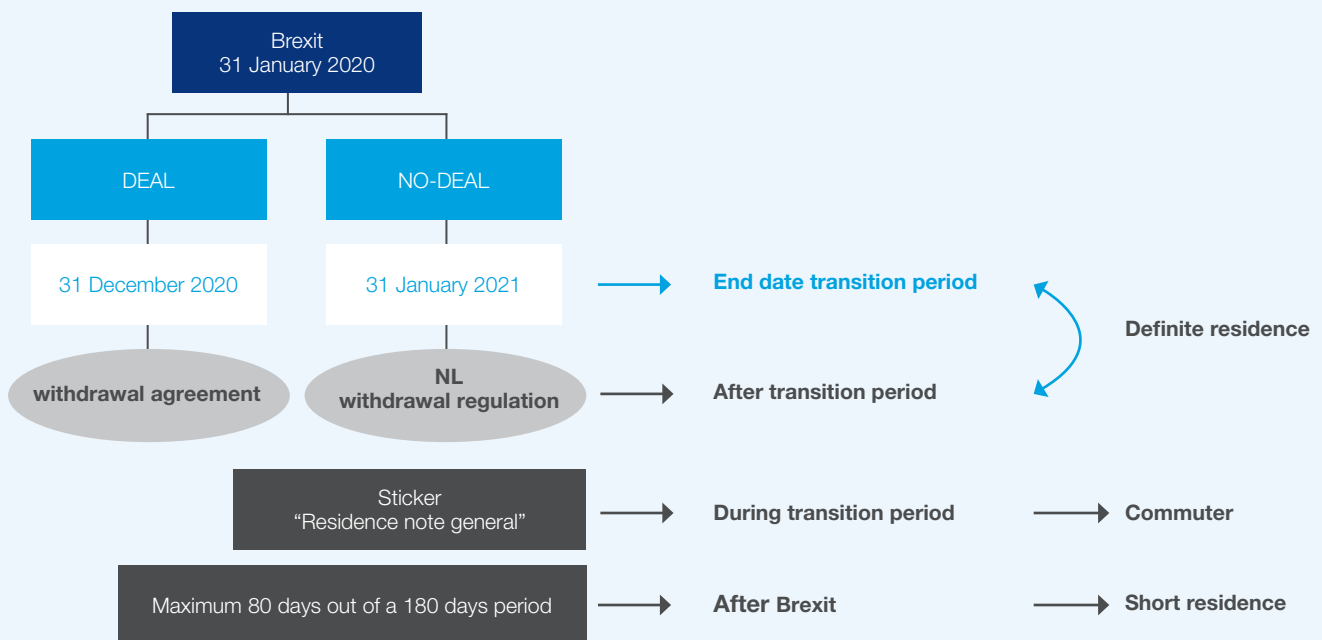 Brexit
31 January 2020
DEAL
NO-DEAL
31 December 2020
31 January 2021
End date transition period
Definite residence
withdrawal agreement
NL
withdrawal regulation
After transition period
Sticker
“Residence note general”
During transition period
Commuter
Maximum 80 days out of a 180 days period
After Brexit
Short residence